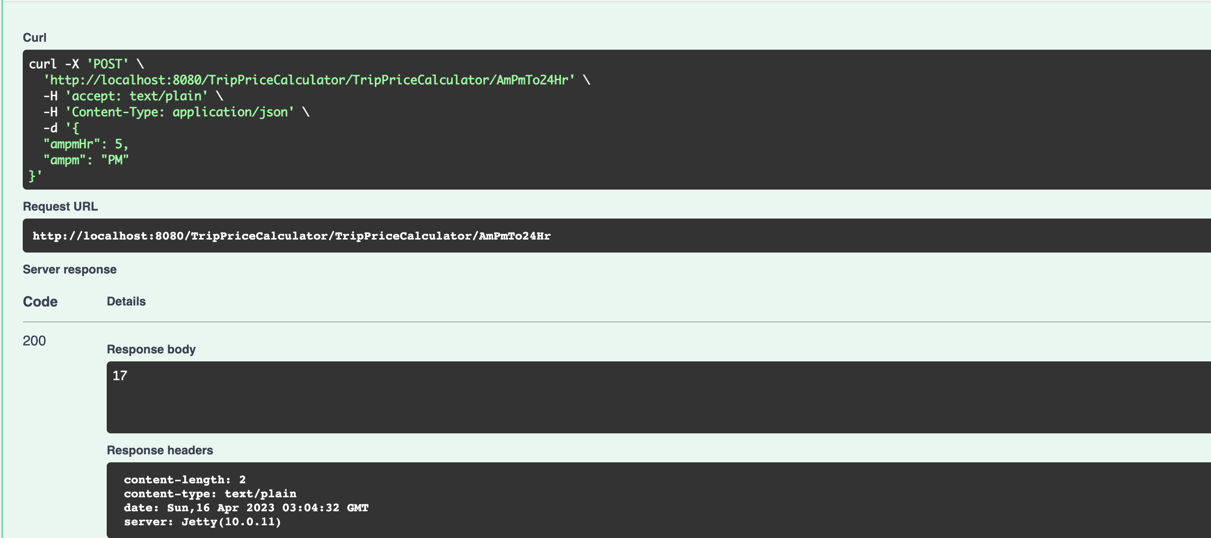 Curl
curl -X 'POST' \
  'http://localhost:8080/TripPriceCalculator/TripPriceCalculator/AmPmTo24Hr' \
  -H 'accept: text/plain' \
  -H 'Content-Type: application/json' \
  -d '{
  "ampmHr": 5,
  "ampm": "PM"
}'
Request URL
http://localhost:8080/TripPriceCalculator/TripPriceCalculator/AmPmTo24Hr
Server response
Code Details
200
Response body
17
Response headers
content-length: 2
content-type: text/plain
date: Sun,16 Apr 2023 03:04:32 GMT
server: Jetty(10.0.11)